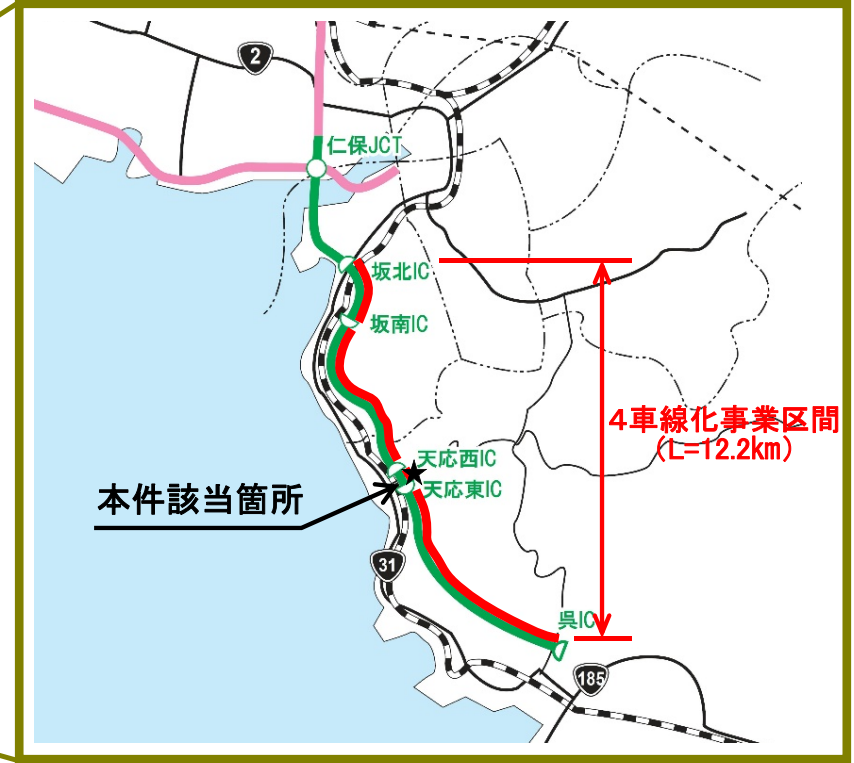 2
仁保JCT
坂北IC
坂南IC
4車線化事業区間
(L=12.2km)
天応西IC
天応東IC
本件該当箇所
31
呉IC
185